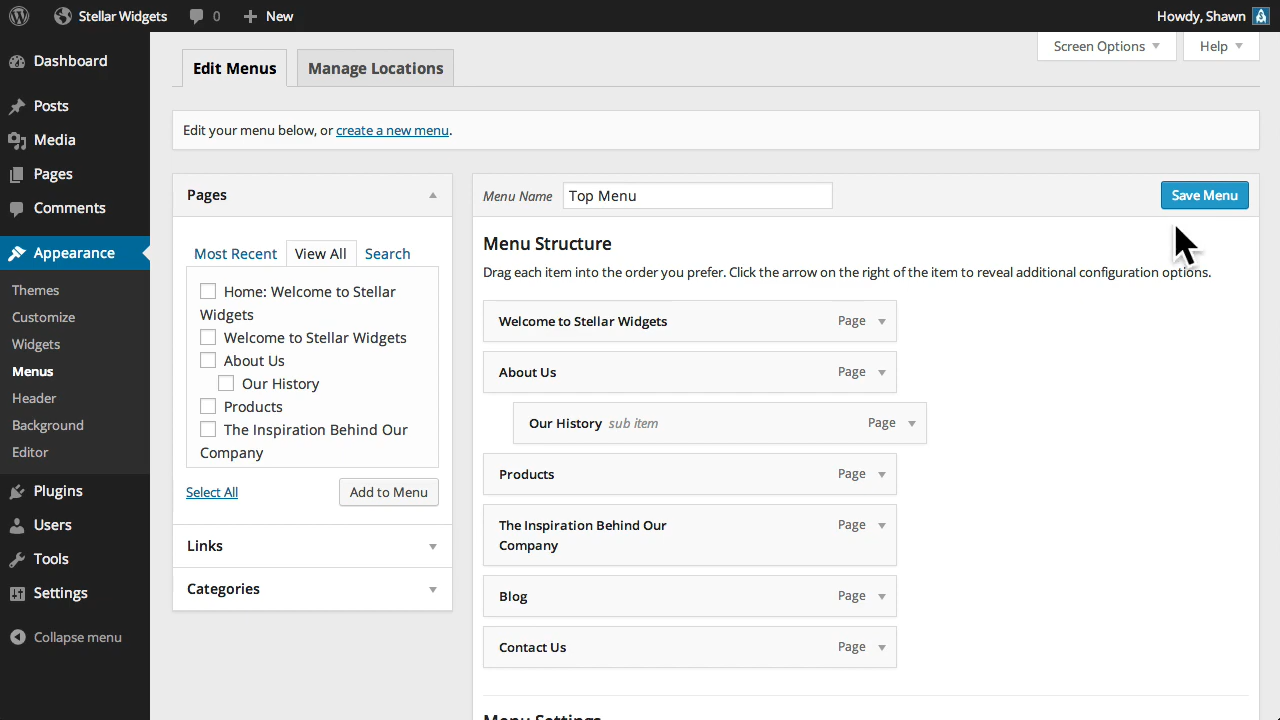 Stellar Widgets 0 New Howdy, Shawn
Dashboard
Posts
Media
Pages
Comments
Appearance
Themes
Customize
Widgets
Menus
Header
Background
Editor
Plugins
Users
Tools
Settings
Collapse menu
Screen Options Help
Edit Menus Manage Locations
Edit your menu below, or create a new menu.
Pages
Most Recent View All Search
Home: Welcome to Stellar
Widgets
Welcome to Stellar Widgets
About Us
Our History
Products
The Inspiration Behind Our
Company
Select All Add to Menu
Links
Categories
Menu Name Top Menu Save Menu
Menu Structure
Drag each item into the order you prefer. Click the arrow on the right of the item to reveal additional configuration options.
Welcome to Stellar Widgets Page
About Us Page
Our History sub item Page
Products Page
The Inspiration Behind Our Page
Company
Blog Page
Contact Us Page
Menu Settings